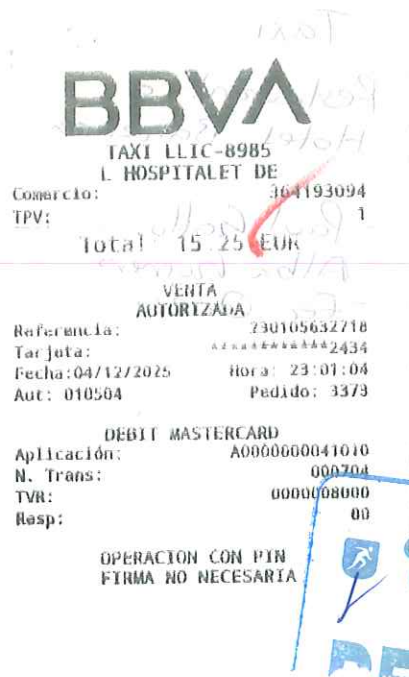 Taxi
BBVA
TAXI LLIC-8985
L HOSPITALET DE
Comercio: 364193094
TPV: 1
Total 15.25 EUR
VENTA
AUTORIZADA
Referencia: 230105632718
Tarjeta: ************2434
Fecha:04/12/2025 Hora: 23:01:04
Aut: 010504 Pedido: 3373
DEBIT MASTERCARD
Aplicación: A0000000041010
N. Trans: 000704
TVR: 0000008000
Resp: 00
OPERACION CON PIN
FIRMA NO NECESARIA